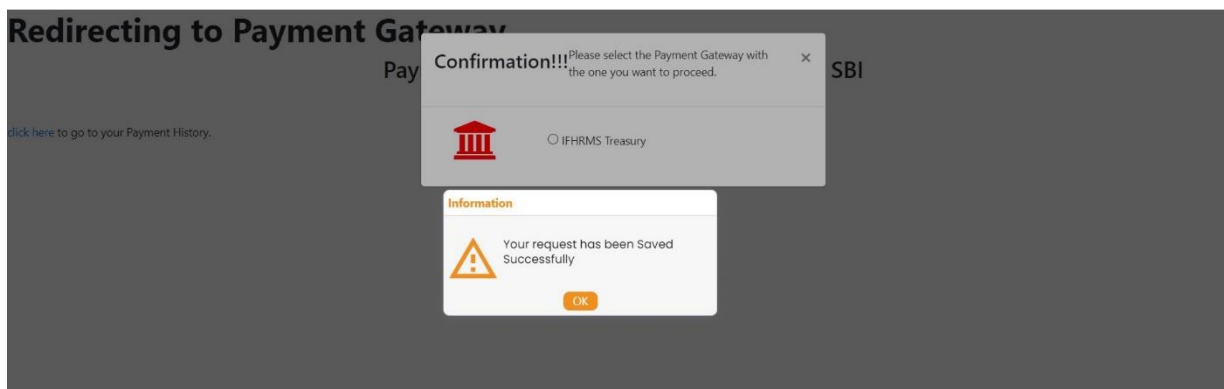 Redirecting to Payment Gateway
Confirmation!!! Please select the Payment Gateway with
the one you want to proceed.
×
Pay
SBI
click here to go to your Payment History.
IFHRMS Treasury
Information
Your request has been Saved
Successfully
OK